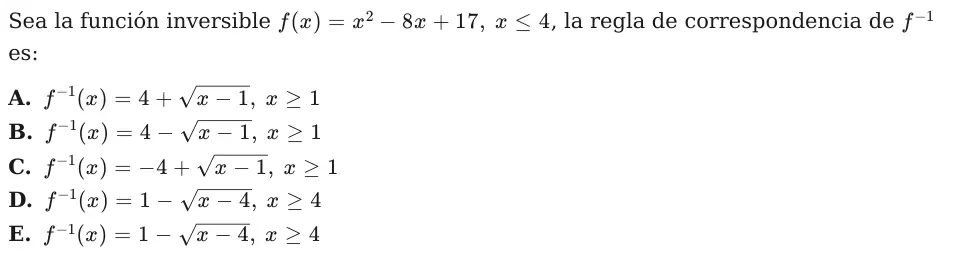 Sea la función inversible f(x) = x² − 8x + 17, x ≤ 4, la regla de correspondencia de f⁻¹
es:
A. f⁻¹(x) = 4 + √(x − 1), x ≥ 1
B. f⁻¹(x) = 4 − √(x − 1), x ≥ 1
C. f⁻¹(x) = −4 + √(x − 1), x ≥ 1
D. f⁻¹(x) = 1 − √(x − 4), x ≥ 4
E. f⁻¹(x) = 1 − √(x − 4), x ≥ 4